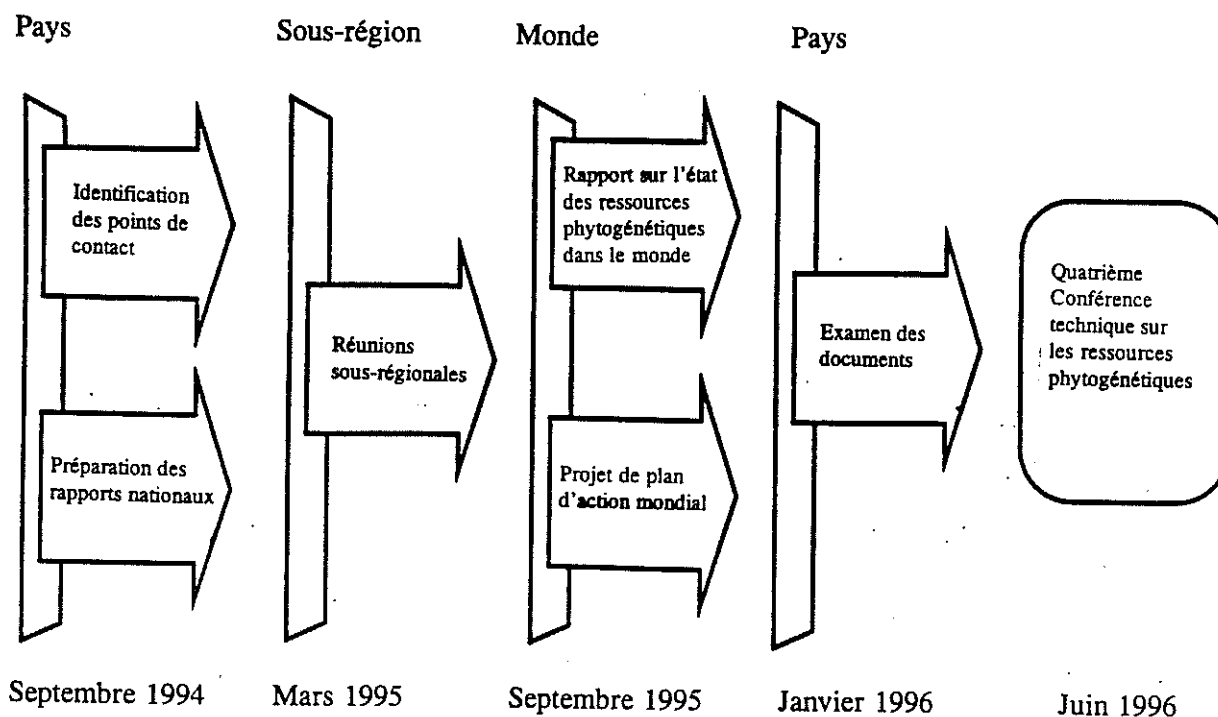 Pays
Sous-région
Monde
Pays
Identification
des points de
contact
Préparation des
rapports nationaux
Réunions
sous-régionales
Rapport sur l'état
des ressources
phytogénétiques
dans le monde
Projet de plan
d'action mondial
Examen des
documents
Quatrième
Conférence
technique sur
les ressources
phytogénétiques
Septembre 1994
Mars 1995
Septembre 1995
Janvier 1996
Juin 1996